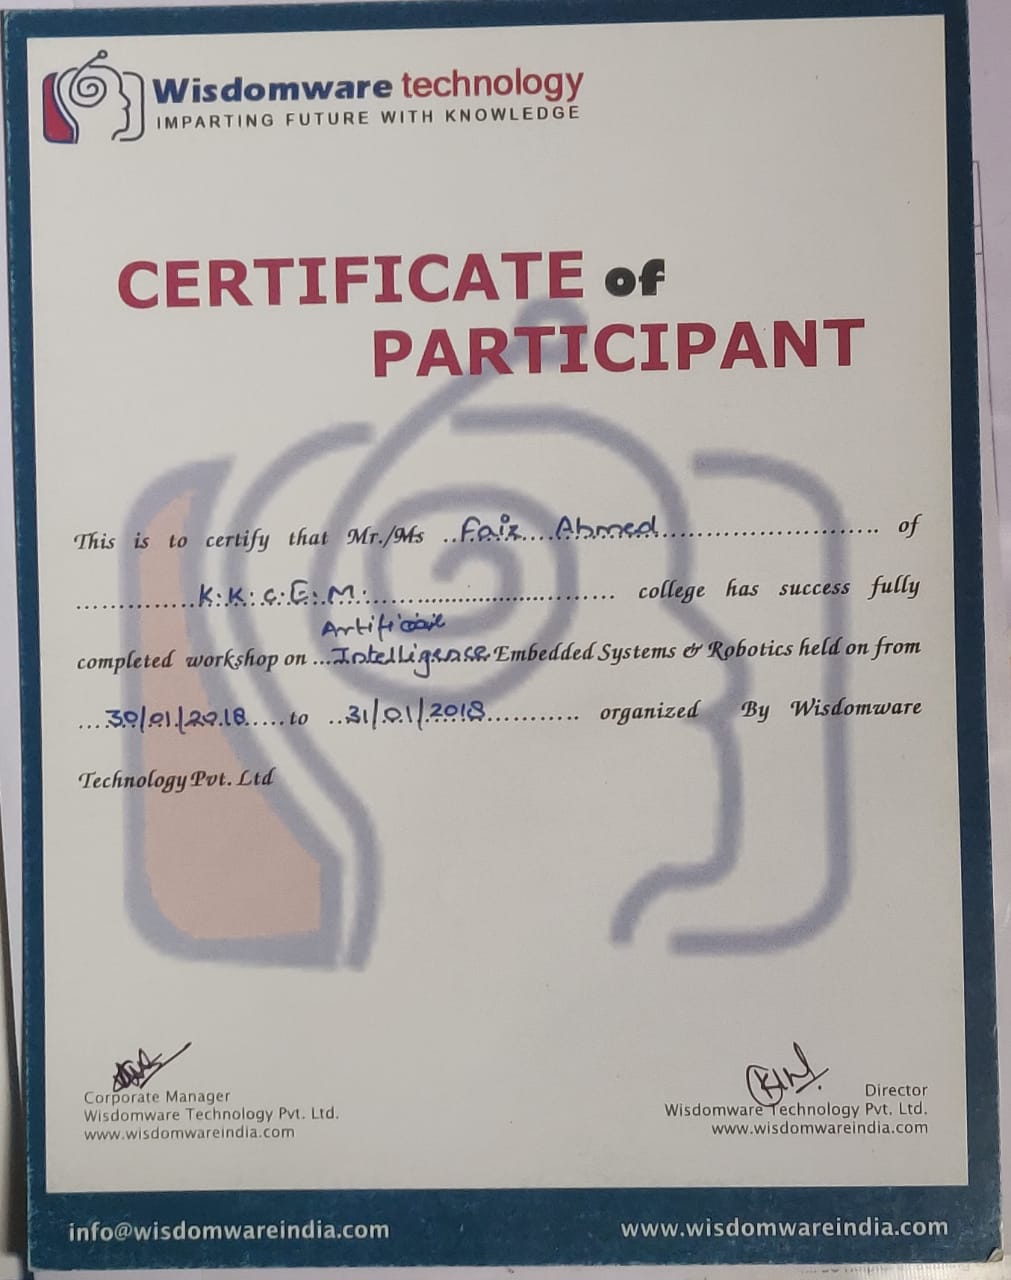 Wisdomware technology
IMPARTING FUTURE WITH KNOWLEDGE
CERTIFICATE of
PARTICIPANT
This is to certify that Mr./Ms ..Faiz....Ahmed............................. of
..............K.K.C.E.M........................... college has success fully
Artificial
completed workshop on ...Intelligence Embedded Systems & Robotics held on from
...30/01/2018.....to ..31/01/2018............ organized By Wisdomware
Technology Pvt. Ltd
Corporate Manager
Wisdomware Technology Pvt. Ltd.
www.wisdomwareindia.com
Director
Wisdomware Technology Pvt. Ltd.
www.wisdomwareindia.com
info@wisdomwareindia.com
www.wisdomwareindia.com